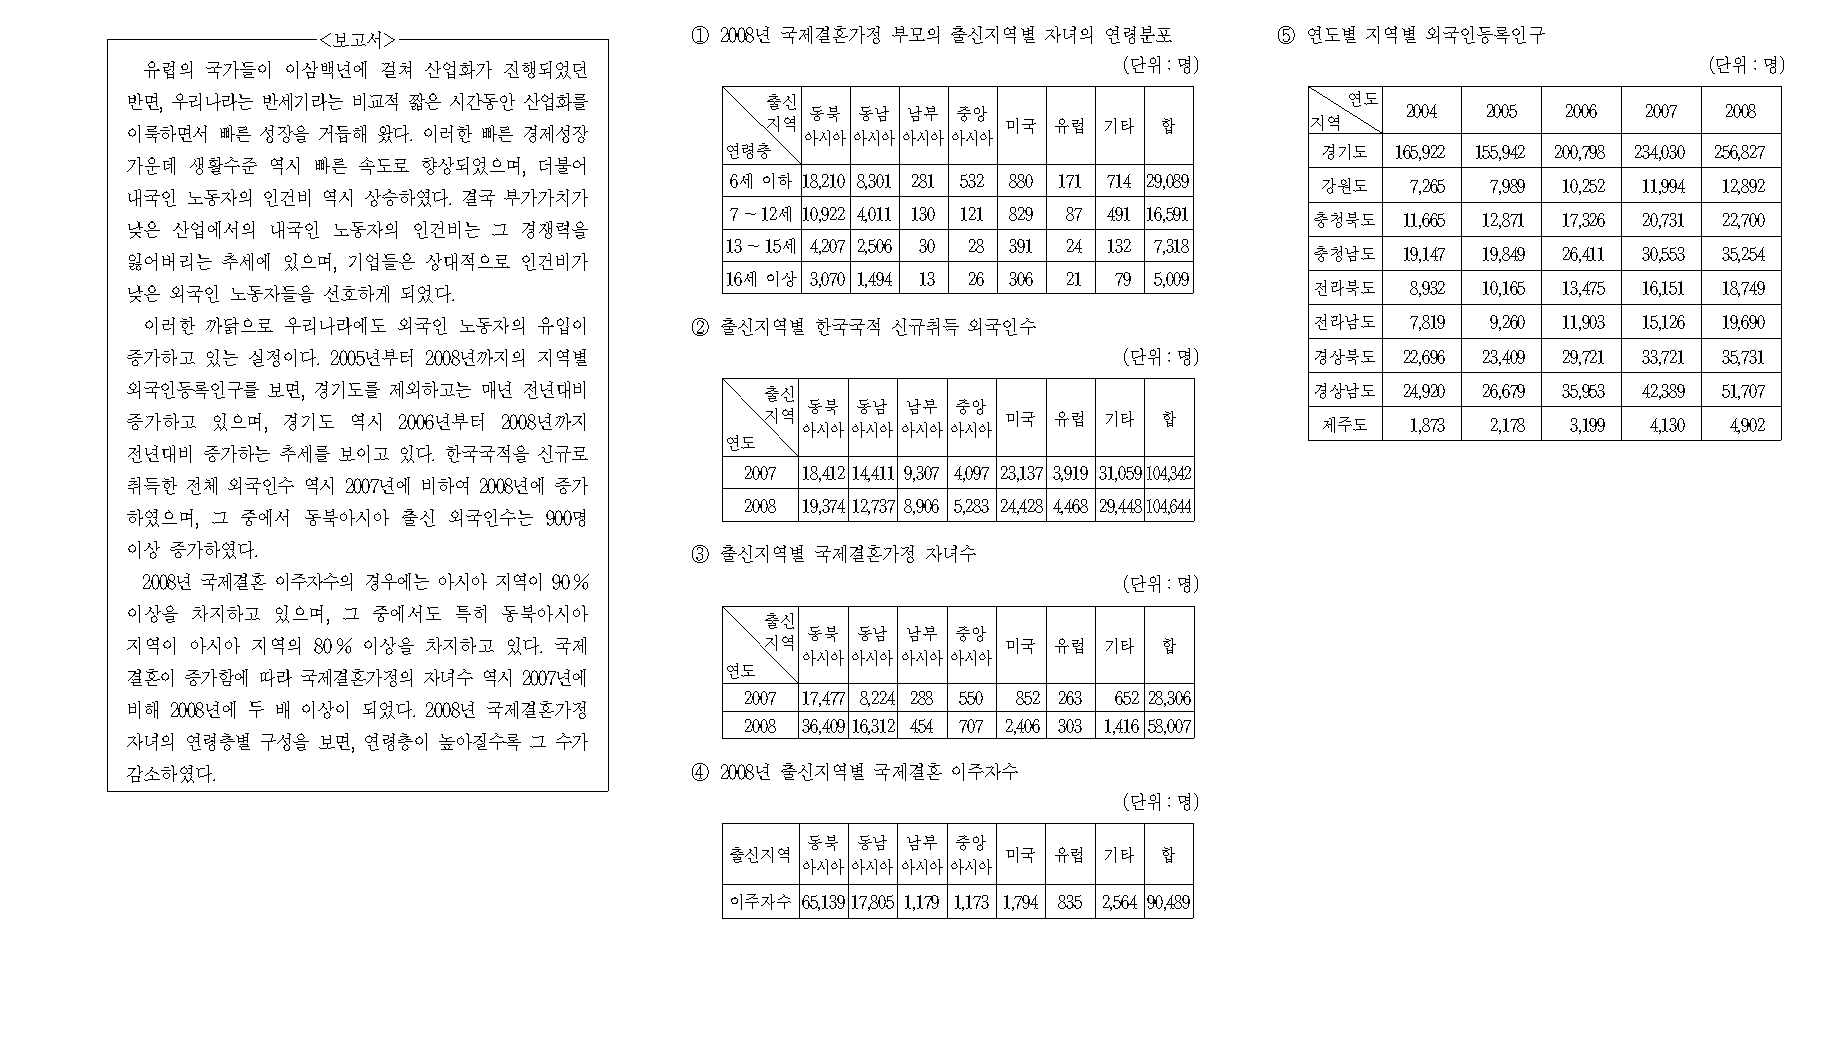 <보고서>
유럽의 국가들이 이삼백년에 걸쳐 산업화가 진행되었던
반면, 우리나라는 반세기라는 비교적 짧은 시간동안 산업화를
이룩하면서 빠른 성장을 거듭해 왔다. 이러한 빠른 경제성장
가운데 생활수준 역시 빠른 속도로 향상되었으며, 더불어
내국인 노동자의 인건비 역시 상승하였다. 결국 부가가치가
낮은 산업에서의 내국인 노동자의 인건비는 그 경쟁력을
잃어버리는 추세에 있으며, 기업들은 상대적으로 인건비가
낮은 외국인 노동자들을 선호하게 되었다.
이러한 까닭으로 우리나라에도 외국인 노동자의 유입이
증가하고 있는 실정이다. 2005년부터 2008년까지의 지역별
외국인등록인구를 보면, 경기도를 제외하고는 매년 전년대비
증가하고 있으며, 경기도 역시 2006년부터 2008년까지
전년대비 증가하는 추세를 보이고 있다. 한국국적을 신규로
취득한 전체 외국인수 역시 2007년에 비하여 2008년에 증가
하였으며, 그 중에서 동북아시아 출신 외국인수는 900명
이상 증가하였다.
2008년 국제결혼 이주자수의 경우에는 아시아 지역이 90%
이상을 차지하고 있으며, 그 중에서도 특히 동북아시아
지역이 아시아 지역의 80% 이상을 차지하고 있다. 국제
결혼이 증가함에 따라 국제결혼가정의 자녀수 역시 2007년에
비해 2008년에 두 배 이상이 되었다. 2008년 국제결혼가정
자녀의 연령층별 구성을 보면, 연령층이 높아질수록 그 수가
감소하였다.
① 2008년 국제결혼가정 부모의 출신지역별 자녀의 연령분포
(단위 : 명)
출신 지역 연령층 동북 아시아 동남 아시아 남부 아시아 중앙 아시아 미국 유럽 기타 합
6세 이하 18,210 8,301 281 532 880 171 714 29,089
7 ~ 12세 10,922 4,011 130 121 829 87 491 16,591
13 ~ 15세 4,207 2,506 30 28 391 24 132 7,318
16세 이상 3,070 1,494 13 26 306 21 79 5,009
② 출신지역별 한국국적 신규취득 외국인수
(단위 : 명)
출신 지역 연도 동북 아시아 동남 아시아 남부 아시아 중앙 아시아 미국 유럽 기타 합
2007 18,412 14,411 9,307 4,097 23,137 3,919 31,059 104,342
2008 19,374 12,737 8,906 5,283 24,428 4,468 29,448 104,644
③ 출신지역별 국제결혼가정 자녀수
(단위 : 명)
출신 지역 연도 동북 아시아 동남 아시아 남부 아시아 중앙 아시아 미국 유럽 기타 합
2007 17,477 8,224 288 550 852 263 652 28,306
2008 36,409 16,312 454 707 2,406 303 1,416 58,007
④ 2008년 출신지역별 국제결혼 이주자수
(단위 : 명)
출신지역 동북 아시아 동남 아시아 남부 아시아 중앙 아시아 미국 유럽 기타 합
이주자수 65,139 17,805 1,179 1,173 1,794 835 2,564 90,489
⑤ 연도별 지역별 외국인등록인구
(단위 : 명)
연도 지역 2004 2005 2006 2007 2008
경기도 165,922 155,942 200,798 234,030 256,827
강원도 7,265 7,989 10,252 11,994 12,892
충청북도 11,665 12,871 17,326 20,731 22,700
충청남도 19,147 19,849 26,411 30,553 35,254
전라북도 8,932 10,165 13,475 16,151 18,749
전라남도 7,819 9,260 11,903 15,126 19,690
경상북도 22,696 23,409 29,721 33,721 35,731
경상남도 24,920 26,679 35,953 42,389 51,707
제주도 1,873 2,178 3,199 4,130 4,902